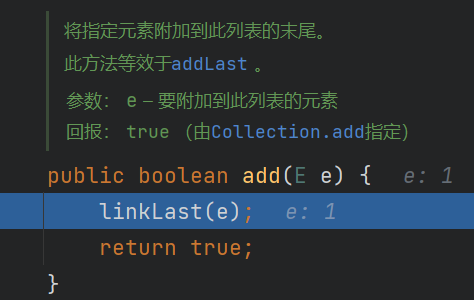 将指定元素附加到此列表的末尾。
此方法等效于addLast 。
参数： e – 要附加到此列表的元素
回报： true （由Collection.add指定）
public boolean add(E e) { e: 1
linkLast(e); e: 1
return true;
}